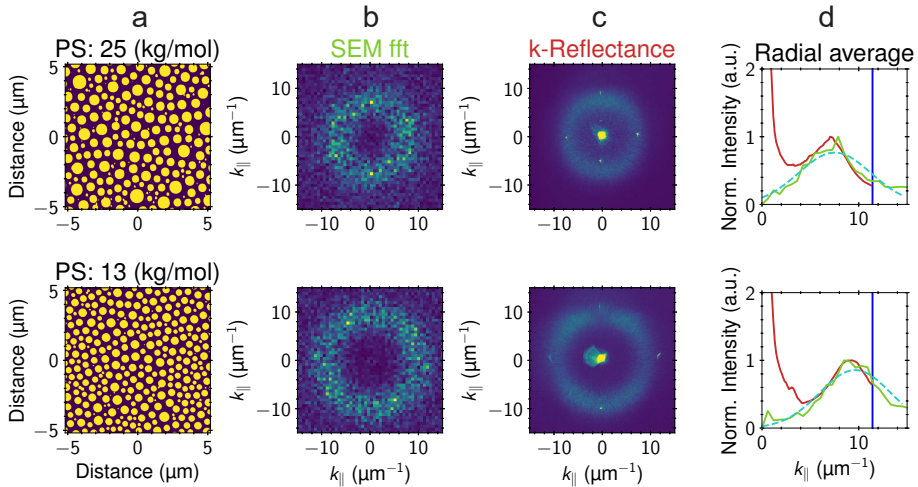 a b c d
PS: 25 (kg/mol) SEM fft k-Reflectance Radial average
Distance (µm)
5
0
−5
−5 0 5
k∥ (µm⁻¹)
10
0
−10
−10 0 10
k∥ (µm⁻¹)
10
0
−10
−10 0 10
Norm. Intensity (a.u.)
2
1
0
0 10
PS: 13 (kg/mol)
Distance (µm)
5
0
−5
−5 0 5
Distance (µm)
k∥ (µm⁻¹)
10
0
−10
−10 0 10
k∥ (µm⁻¹)
k∥ (µm⁻¹)
10
0
−10
−10 0 10
k∥ (µm⁻¹)
Norm. Intensity (a.u.)
2
1
0
0 10
k∥ (µm⁻¹)